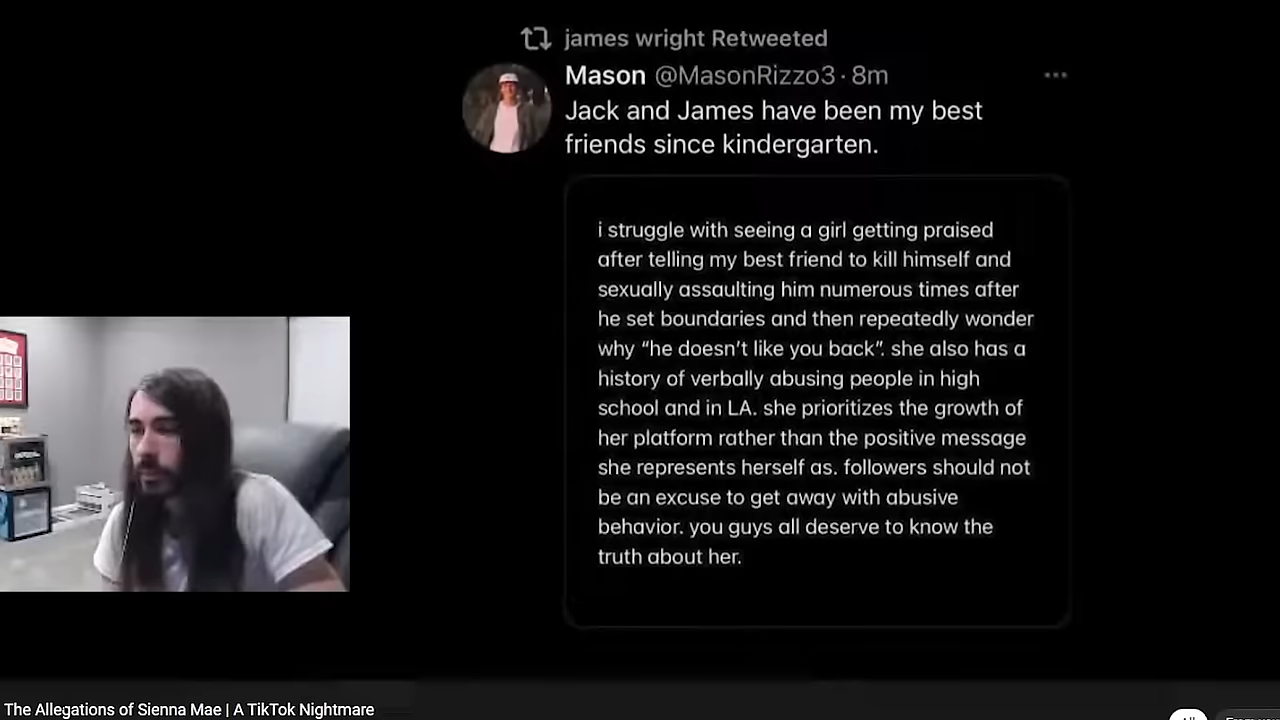 james wright Retweeted
Mason @MasonRizzo3 · 8m
Jack and James have been my best
friends since kindergarten.
i struggle with seeing a girl getting praised
after telling my best friend to kill himself and
sexually assaulting him numerous times after
he set boundaries and then repeatedly wonder
why “he doesn’t like you back”. she also has a
history of verbally abusing people in high
school and in LA. she prioritizes the growth of
her platform rather than the positive message
she represents herself as. followers should not
be an excuse to get away with abusive
behavior. you guys all deserve to know the
truth about her.
The Allegations of Sienna Mae | A TikTok Nightmare
All